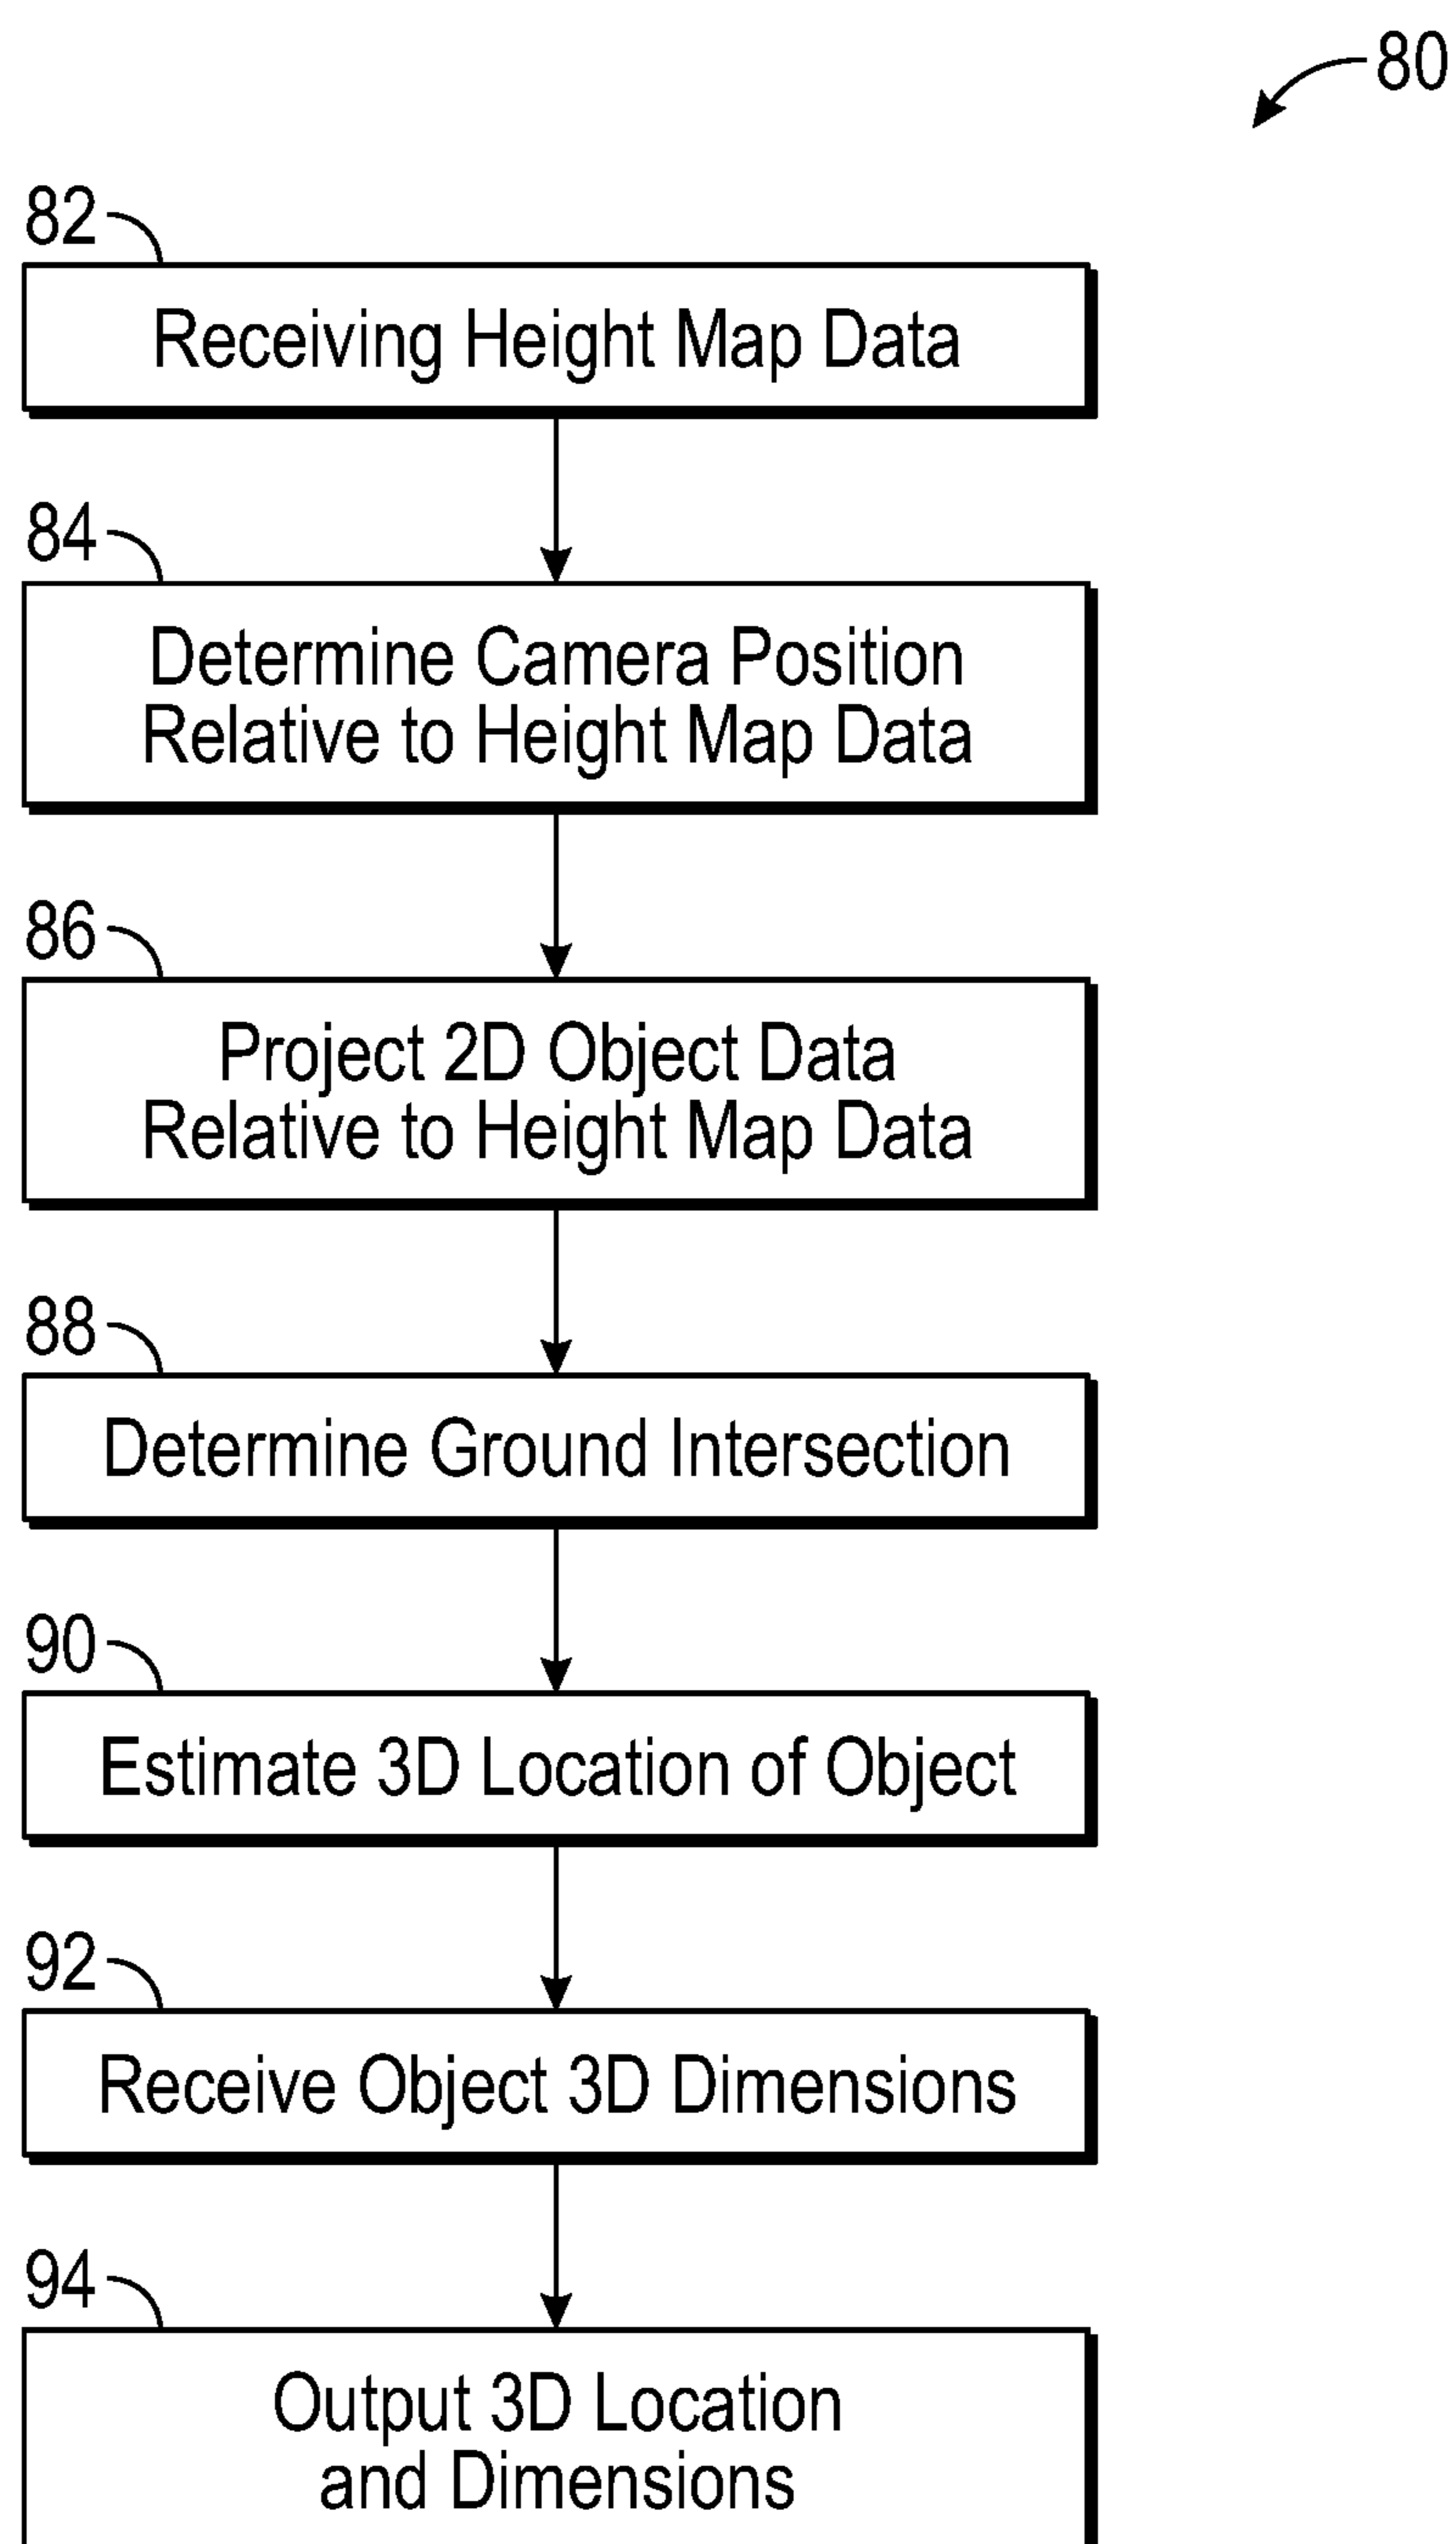 80
82
Receiving Height Map Data
84
Determine Camera Position
Relative to Height Map Data
86
Project 2D Object Data
Relative to Height Map Data
88
Determine Ground Intersection
90
Estimate 3D Location of Object
92
Receive Object 3D Dimensions
94
Output 3D Location
and Dimensions